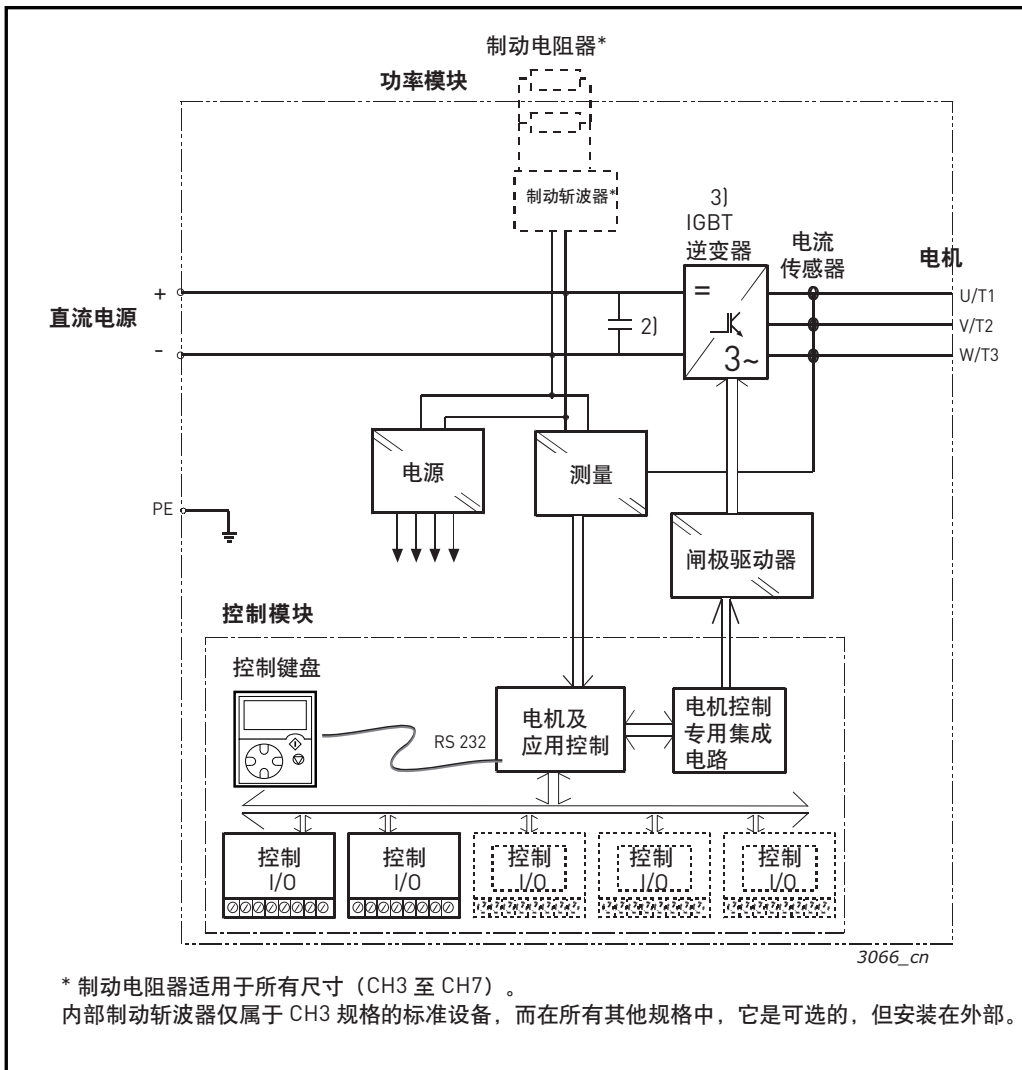 制动电阻器*
功率模块
制动斩波器*
3)
IGBT
逆变器
电流
传感器
电机
+
=
U/T1
直流电源
2)
V/T2
-
3~
W/T3
电源
测量
PE
闸极驱动器
控制模块
控制键盘
RS 232
电机及
应用控制
电机控制
专用集成
电路
控制
I/O
控制
I/O
控制
I/O
控制
I/O
控制
I/O
3066_cn
* 制动电阻器适用于所有尺寸（CH3 至 CH7）。
内部制动斩波器仅属于 CH3 规格的标准设备，而在所有其他规格中，它是可选的，但安装在外部。